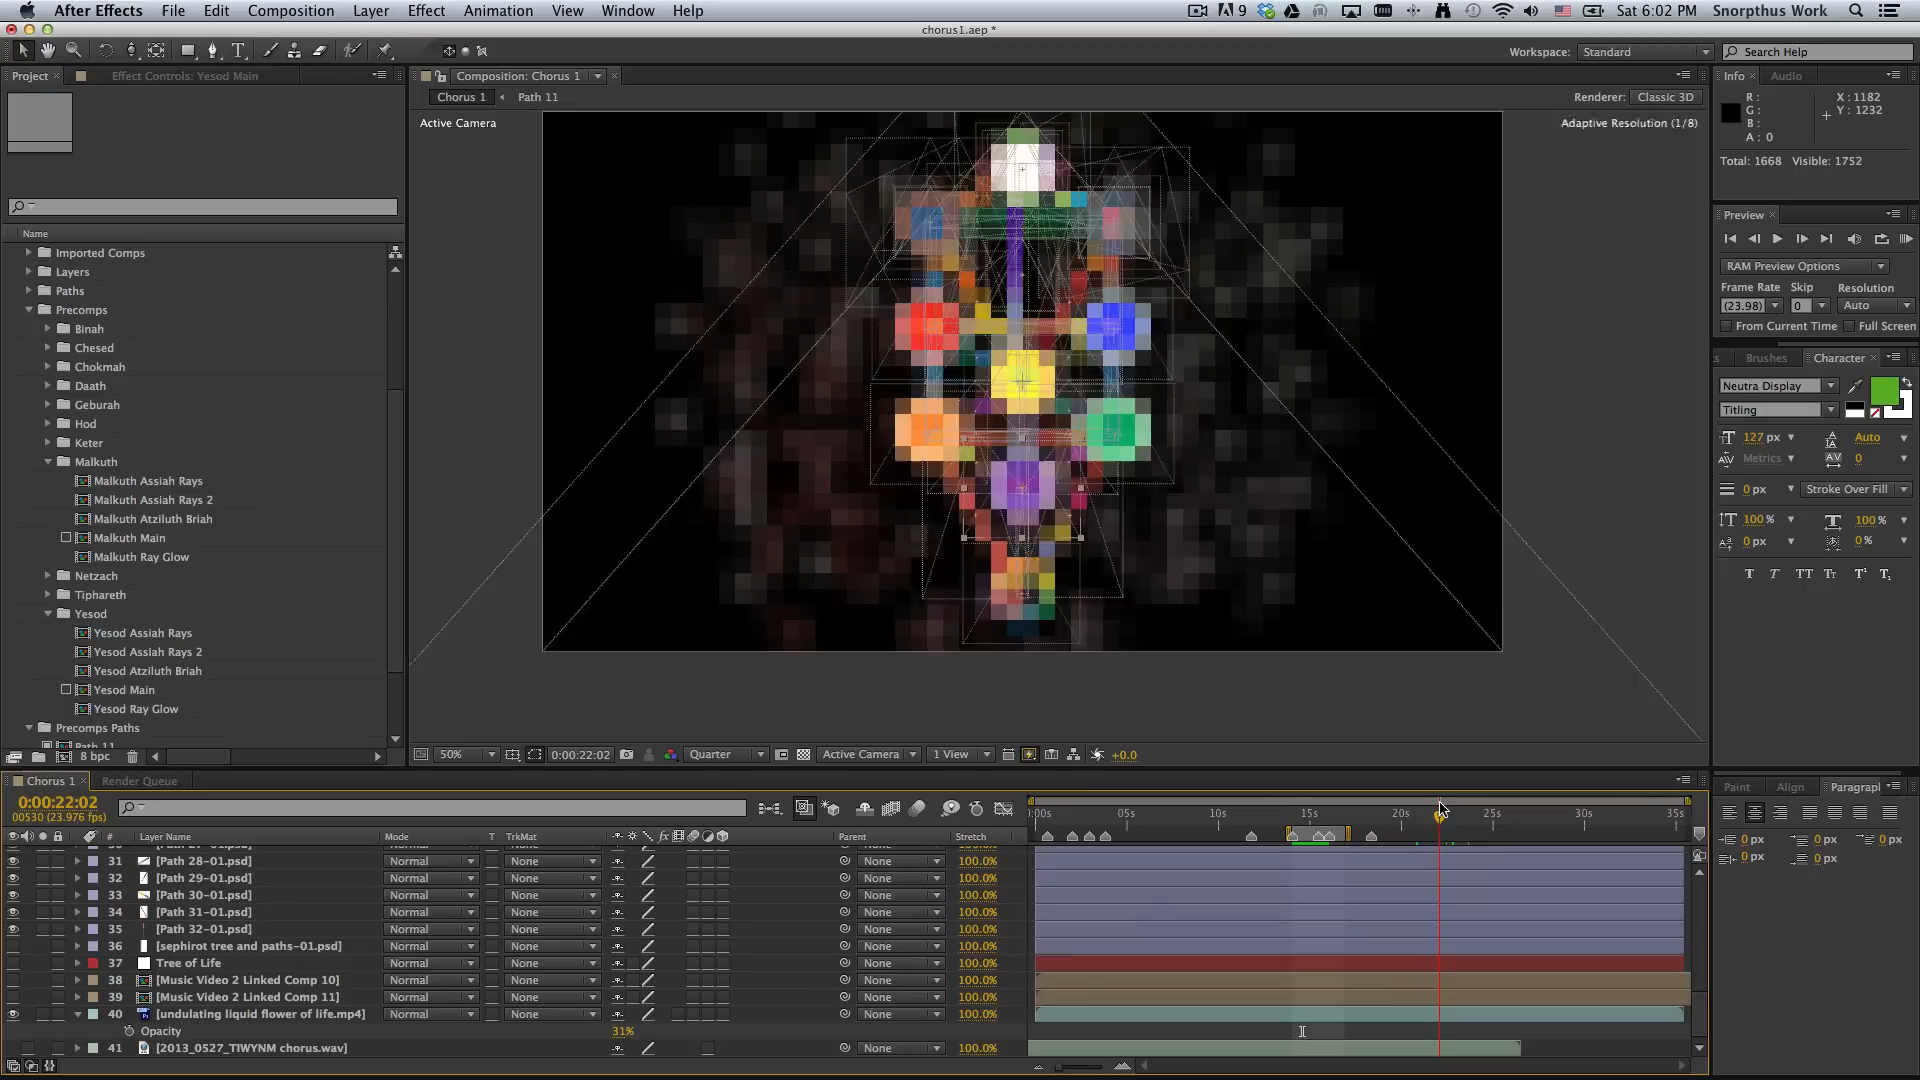 After Effects File Edit Composition Layer Effect Animation View Window Help 9 Sat 6:02 PM Snorpthus Work
chorus1.aep *
Workspace: Standard Search Help
Project Effect Controls: Yesod Main
Composition: Chorus 1
Info Audio
Chorus 1 Path 11
Renderer: Classic 3D
R: X : 1182
G: Y : 1232
B:
A: 0
Active Camera
Adaptive Resolution (1/8)
Total: 1668 Visible: 1752
Preview
RAM Preview Options
Frame Rate Skip Resolution
(23.98) 0 Auto
From Current Time Full Screen
Brushes Character
Neutra Display
Titling
127 px Auto
Metrics 0
0 px Stroke Over Fill
100 % 100 %
0 px 0 %
T T TT Tt T¹ T₁
Name
Imported Comps
Layers
Paths
Precomps
Binah
Chesed
Chokmah
Daath
Geburah
Hod
Keter
Malkuth
Malkuth Assiah Rays
Malkuth Assiah Rays 2
Malkuth Atziluth Briah
Malkuth Main
Malkuth Ray Glow
Netzach
Tiphareth
Yesod
Yesod Assiah Rays
Yesod Assiah Rays 2
Yesod Atziluth Briah
Yesod Main
Yesod Ray Glow
Precomps Paths
Path 11
8 bpc
50% 0:00:22:02 Quarter Active Camera 1 View +0.0
Chorus 1 Render Queue
0:00:22:02
00530 (23.976 fps)
:00s 05s 10s 15s 20s 25s 30s 35s
# Layer Name Mode T TrkMat Parent Stretch
31 [Path 28-01.psd] Normal None None 100.0%
32 [Path 29-01.psd] Normal None None 100.0%
33 [Path 30-01.psd] Normal None None 100.0%
34 [Path 31-01.psd] Normal None None 100.0%
35 [Path 32-01.psd] Normal None None 100.0%
36 [sephirot tree and paths-01.psd] Normal None None 100.0%
37 Tree of Life Normal None None 100.0%
38 [Music Video 2 Linked Comp 10] Normal None None 100.0%
39 [Music Video 2 Linked Comp 11] Normal None None 100.0%
40 [undulating liquid flower of life.mp4] Normal None None 100.0%
Opacity 31%
41 [2013_0527_TIWYNM chorus.wav] None 100.0%
Paint Align Paragraph
0 px 0 px 0 px
0 px 0 px